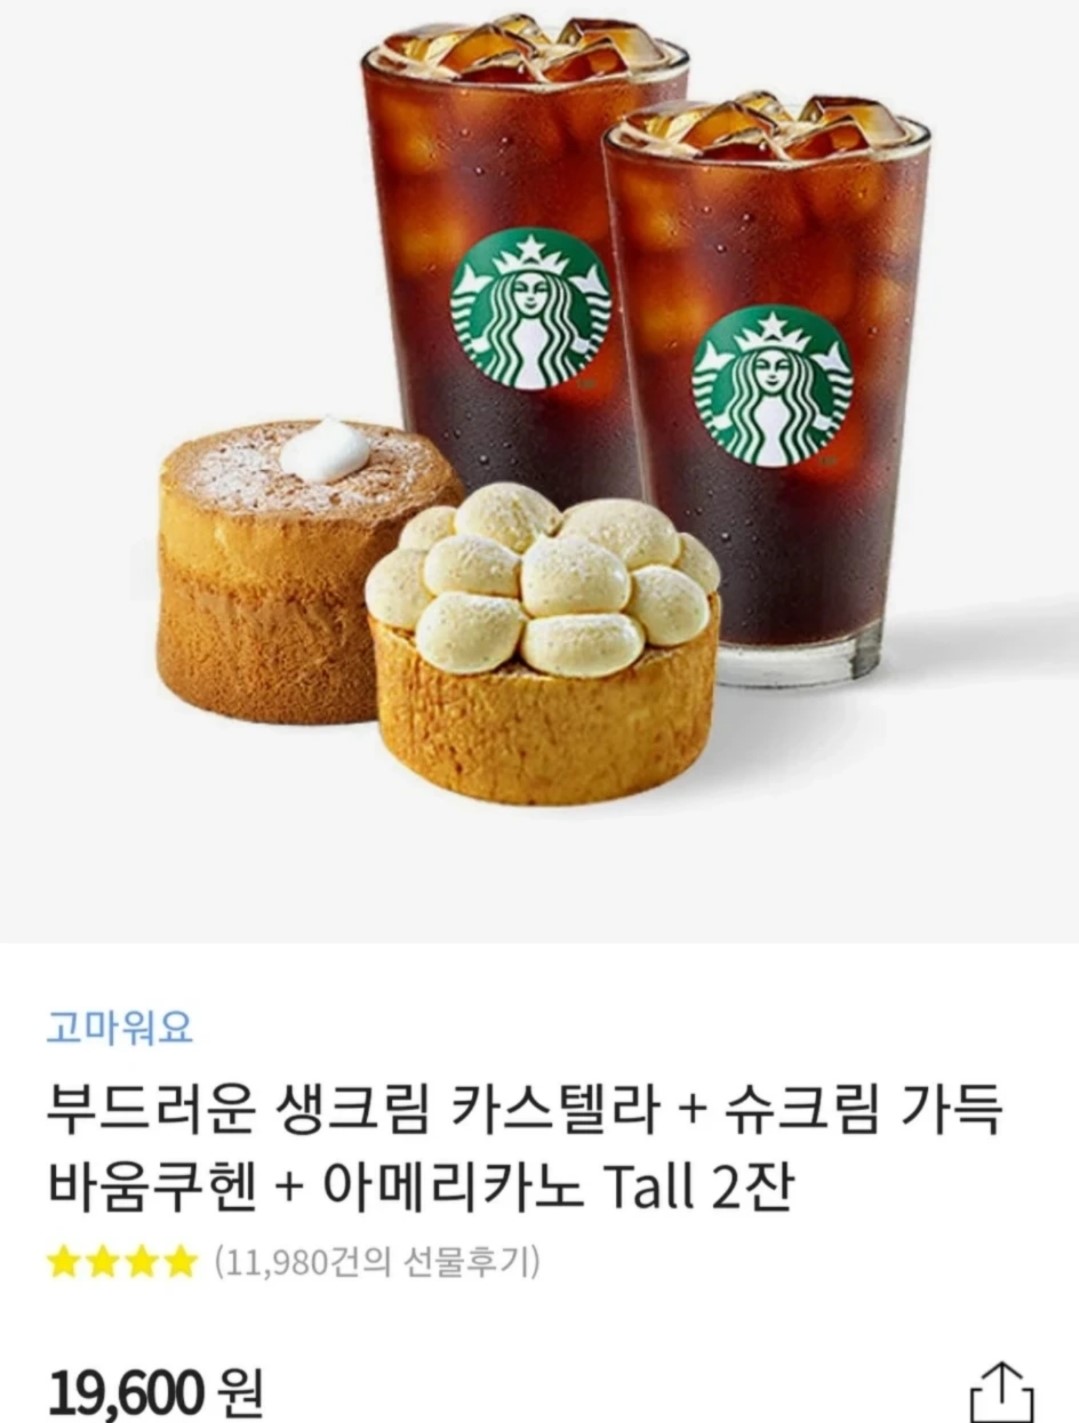 고마워요
부드러운 생크림 카스텔라 + 슈크림 가득
바움쿠헨 + 아메리카노 Tall 2잔
(11,980건의 선물후기)
19,600 원